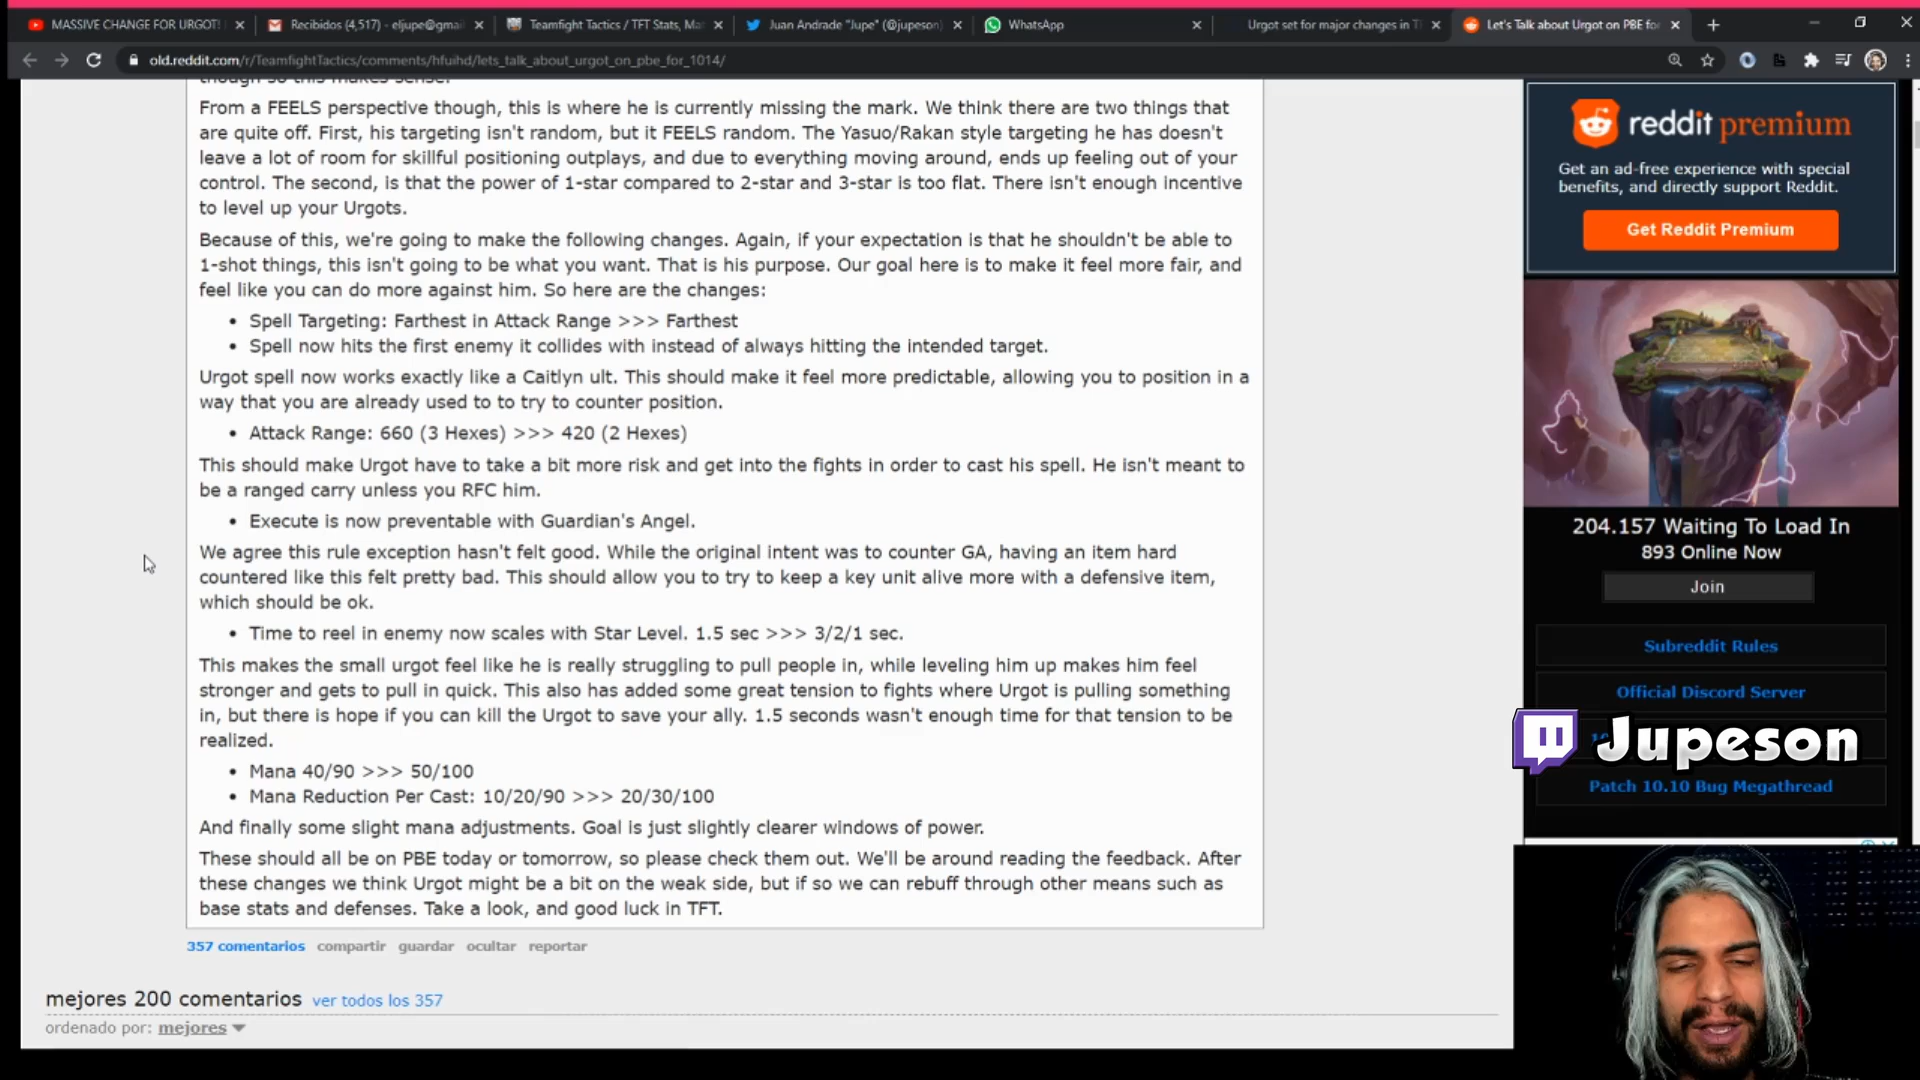 MASSIVE CHANGE FOR URGOT!
Recibidos (4,517) - eljupe@gmai
Teamfight Tactics / TFT Stats, Ma
Juan Andrade "Jupe" (@jupeson)
WhatsApp
Urgot set for major changes in T
Let's Talk about Urgot on PBE fo
old.reddit.com/r/TeamfightTactics/comments/hfuihd/lets_talk_about_urgot_on_pbe_for_1014/
though so this makes sense.
From a FEELS perspective though, this is where he is currently missing the mark. We think there are two things that
are quite off. First, his targeting isn't random, but it FEELS random. The Yasuo/Rakan style targeting he has doesn't
leave a lot of room for skillful positioning outplays, and due to everything moving around, ends up feeling out of your
control. The second, is that the power of 1-star compared to 2-star and 3-star is too flat. There isn't enough incentive
to level up your Urgots.
Because of this, we're going to make the following changes. Again, if your expectation is that he shouldn't be able to
1-shot things, this isn't going to be what you want. That is his purpose. Our goal here is to make it feel more fair, and
feel like you can do more against him. So here are the changes:
• Spell Targeting: Farthest in Attack Range >>> Farthest
• Spell now hits the first enemy it collides with instead of always hitting the intended target.
Urgot spell now works exactly like a Caitlyn ult. This should make it feel more predictable, allowing you to position in a
way that you are already used to to try to counter position.
• Attack Range: 660 (3 Hexes) >>> 420 (2 Hexes)
This should make Urgot have to take a bit more risk and get into the fights in order to cast his spell. He isn't meant to
be a ranged carry unless you RFC him.
• Execute is now preventable with Guardian's Angel.
We agree this rule exception hasn't felt good. While the original intent was to counter GA, having an item hard
countered like this felt pretty bad. This should allow you to try to keep a key unit alive more with a defensive item,
which should be ok.
• Time to reel in enemy now scales with Star Level. 1.5 sec >>> 3/2/1 sec.
This makes the small urgot feel like he is really struggling to pull people in, while leveling him up makes him feel
stronger and gets to pull in quick. This also has added some great tension to fights where Urgot is pulling something
in, but there is hope if you can kill the Urgot to save your ally. 1.5 seconds wasn't enough time for that tension to be
realized.
• Mana 40/90 >>> 50/100
• Mana Reduction Per Cast: 10/20/90 >>> 20/30/100
And finally some slight mana adjustments. Goal is just slightly clearer windows of power.
These should all be on PBE today or tomorrow, so please check them out. We'll be around reading the feedback. After
these changes we think Urgot might be a bit on the weak side, but if so we can rebuff through other means such as
base stats and defenses. Take a look, and good luck in TFT.
357 comentarios compartir guardar ocultar reportar
mejores 200 comentarios ver todos los 357
ordenado por: mejores
reddit premium
Get an ad-free experience with special
benefits, and directly support Reddit.
Get Reddit Premium
204.157 Waiting To Load In
893 Online Now
Join
Subreddit Rules
Official Discord Server
Jupeson
Patch 10.10 Bug Megathread